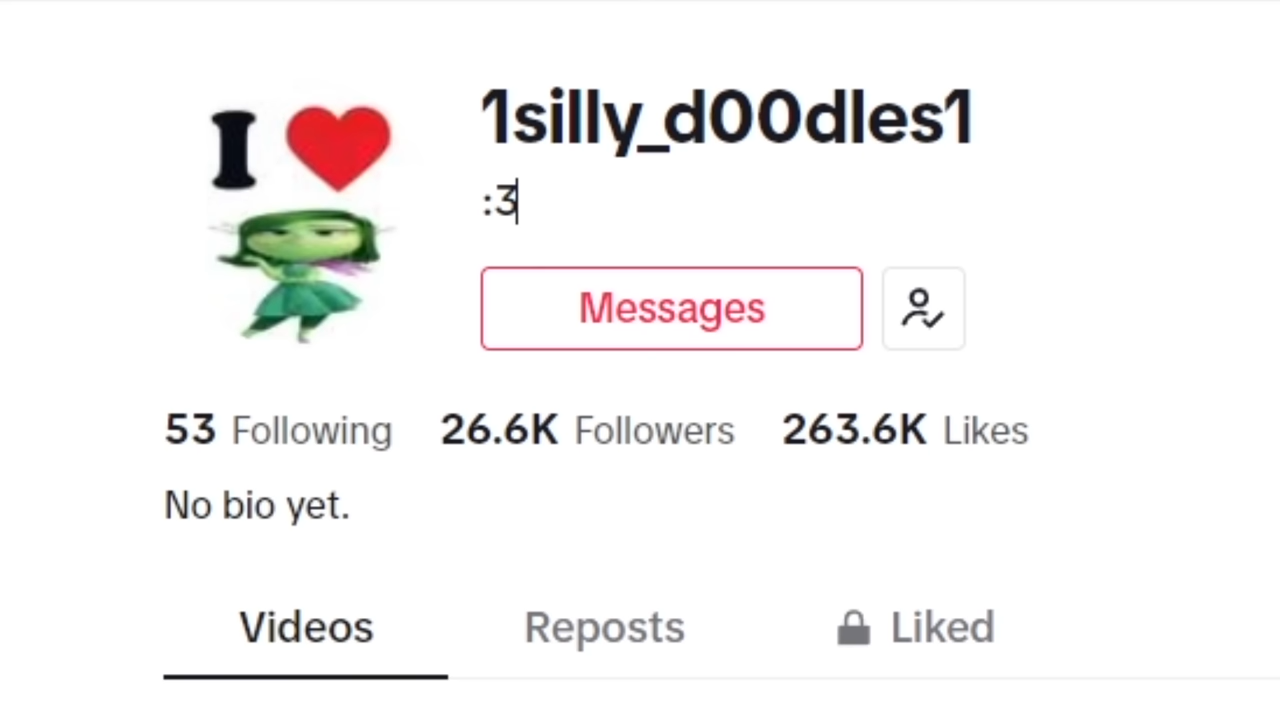 I
1silly_d00dles1
:3
Messages
53 Following 26.6K Followers 263.6K Likes
No bio yet.
Videos Reposts Liked